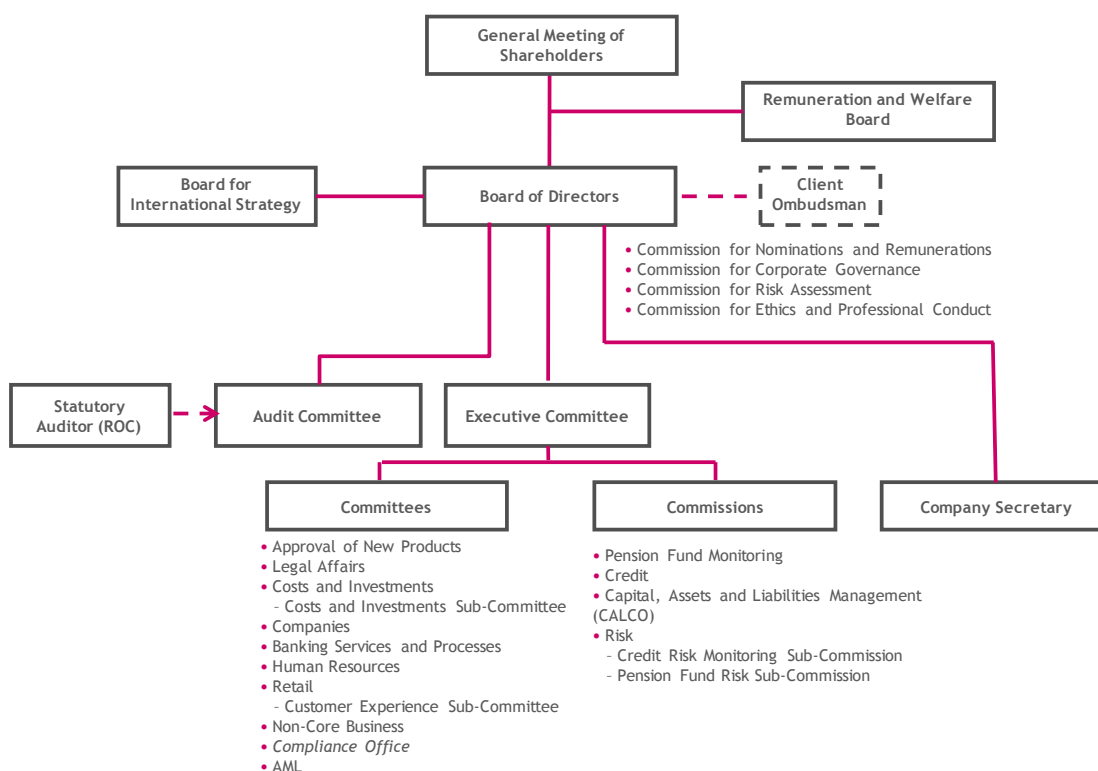 General Meeting of
Shareholders
Remuneration and Welfare
Board
Board for
International Strategy
Board of Directors
Client
Ombudsman
• Commission for Nominations and Remunerations
• Commission for Corporate Governance
• Commission for Risk Assessment
• Commission for Ethics and Professional Conduct
Statutory
Auditor (ROC)
Audit Committee
Executive Committee
Committees
Commissions
Company Secretary
• Approval of New Products
• Legal Affairs
• Costs and Investments
- Costs and Investments Sub-Committee
• Companies
• Banking Services and Processes
• Human Resources
• Retail
- Customer Experience Sub-Committee
• Non-Core Business
• Compliance Office
• AML
• Pension Fund Monitoring
• Credit
• Capital, Assets and Liabilities Management
(CALCO)
• Risk
- Credit Risk Monitoring Sub-Commission
- Pension Fund Risk Sub-Commission